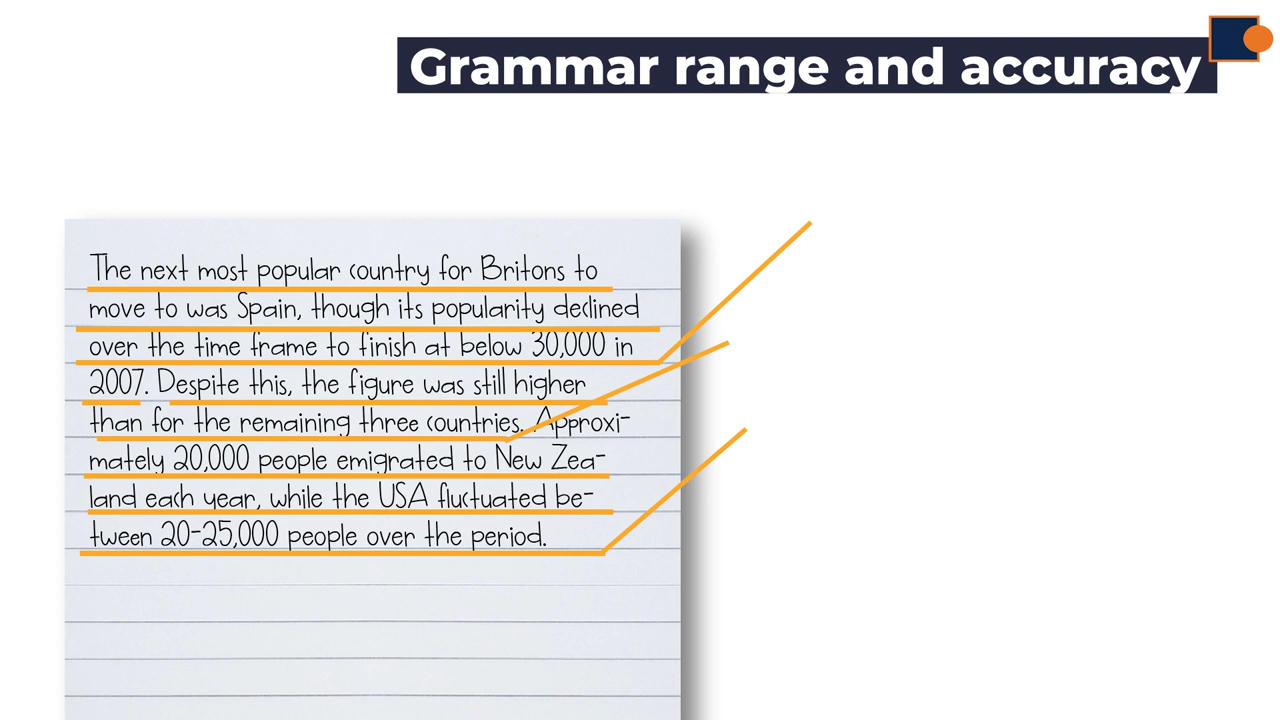 Grammar range and accuracy
The next most popular country for Britons to
move to was Spain, though its popularity declined
over the time frame to finish at below 30,000 in
2007. Despite this, the figure was still higher
than for the remaining three countries. Approxi-
mately 20,000 people emigrated to New Zea-
land each year, while the USA fluctuated be-
tween 20-25,000 people over the period.